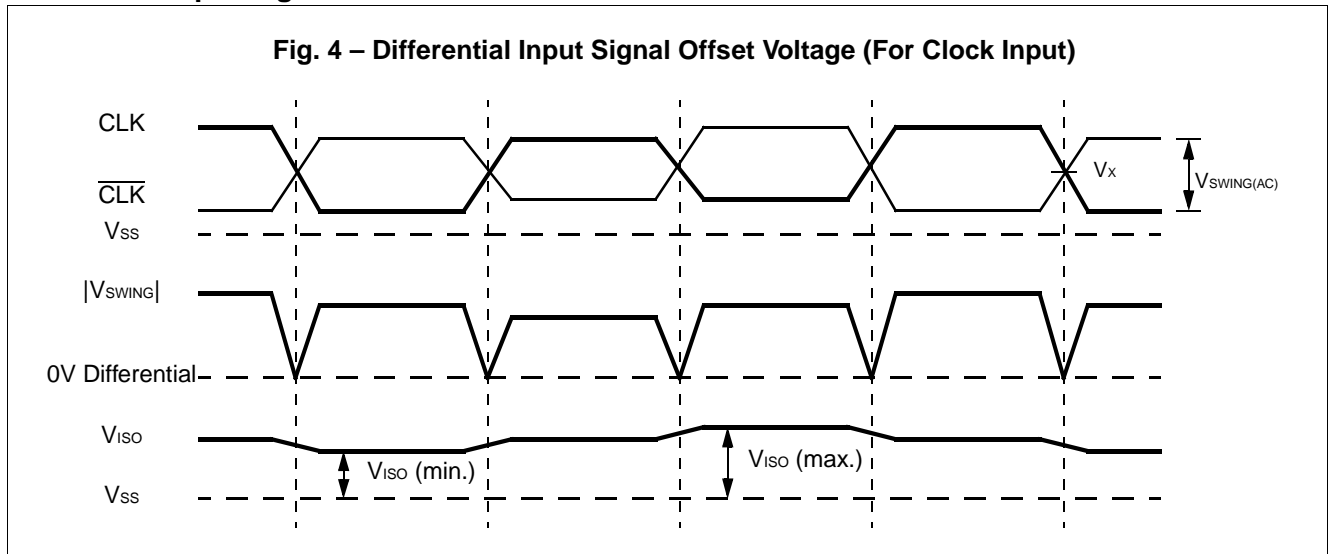 Fig. 4 – Differential Input Signal Offset Voltage (For Clock Input)
CLK
CLK
VSS
VX
VSWING(AC)
|VSWING|
0V Differential
VISO
VISO (min.)
VISO (max.)
VSS